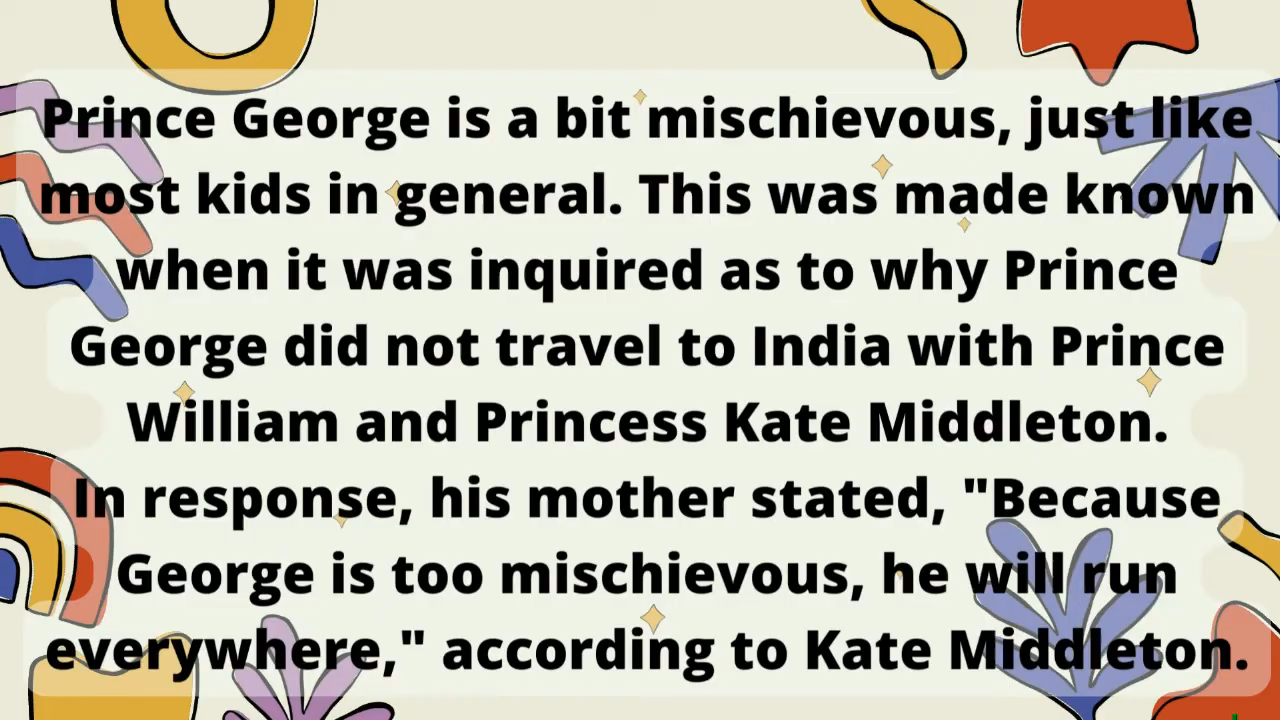 Prince George is a bit mischievous, just like
most kids in general. This was made known
when it was inquired as to why Prince
George did not travel to India with Prince
William and Princess Kate Middleton.
In response, his mother stated, "Because
George is too mischievous, he will run
everywhere," according to Kate Middleton.